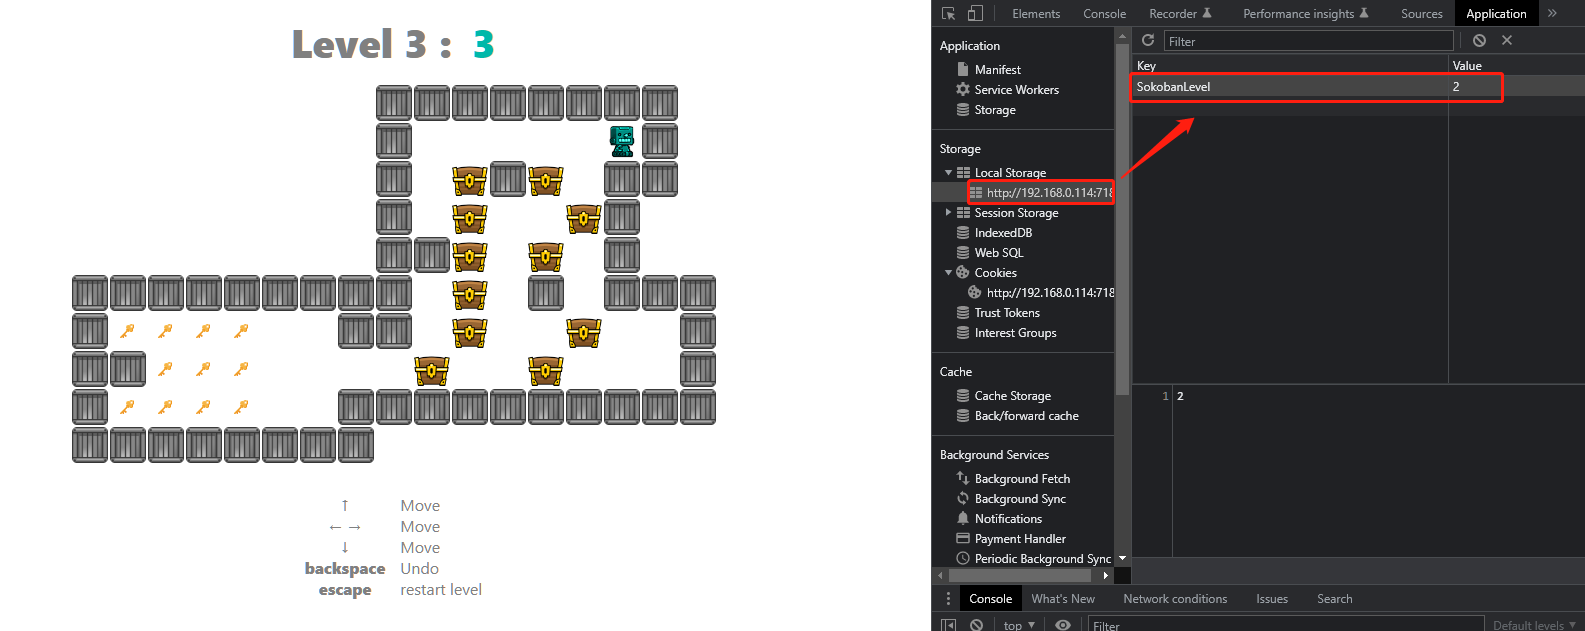 Level 3 : 3
↑ Move
← → Move
↓ Move
backspace Undo
escape restart level
Elements Console Recorder Performance insights Sources Application »
Application
Manifest
Service Workers
Storage
Storage
Local Storage
http://192.168.0.114:718
Session Storage
IndexedDB
Web SQL
Cookies
http://192.168.0.114:718
Trust Tokens
Interest Groups
Cache
Cache Storage
Back/forward cache
Background Services
Background Fetch
Background Sync
Notifications
Payment Handler
Periodic Background Sync
Filter
Key Value
SokobanLevel 2
1 2
Console What's New Network conditions Issues Search
top Filter Default levels